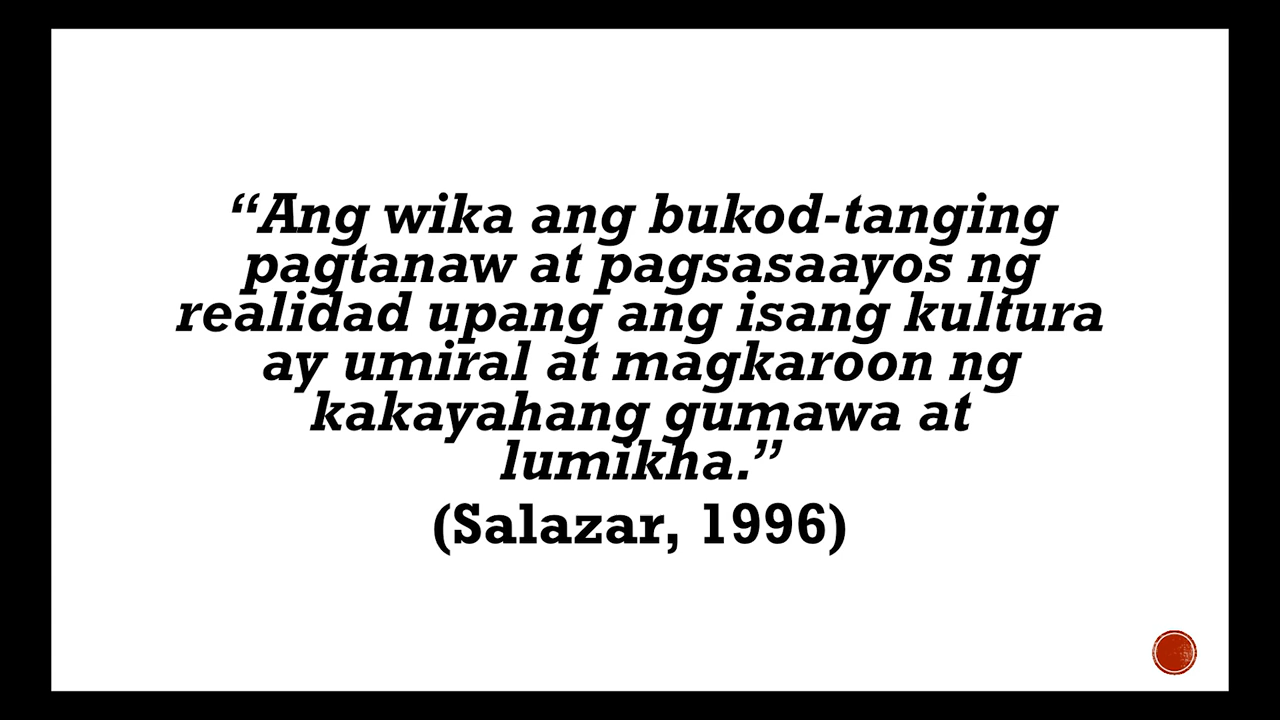 “Ang wika ang bukod-tanging
pagtanaw at pagsasaayos ng
realidad upang ang isang kultura
ay umiral at magkaroon ng
kakayahang gumawa at
lumikha.”
(Salazar, 1996)